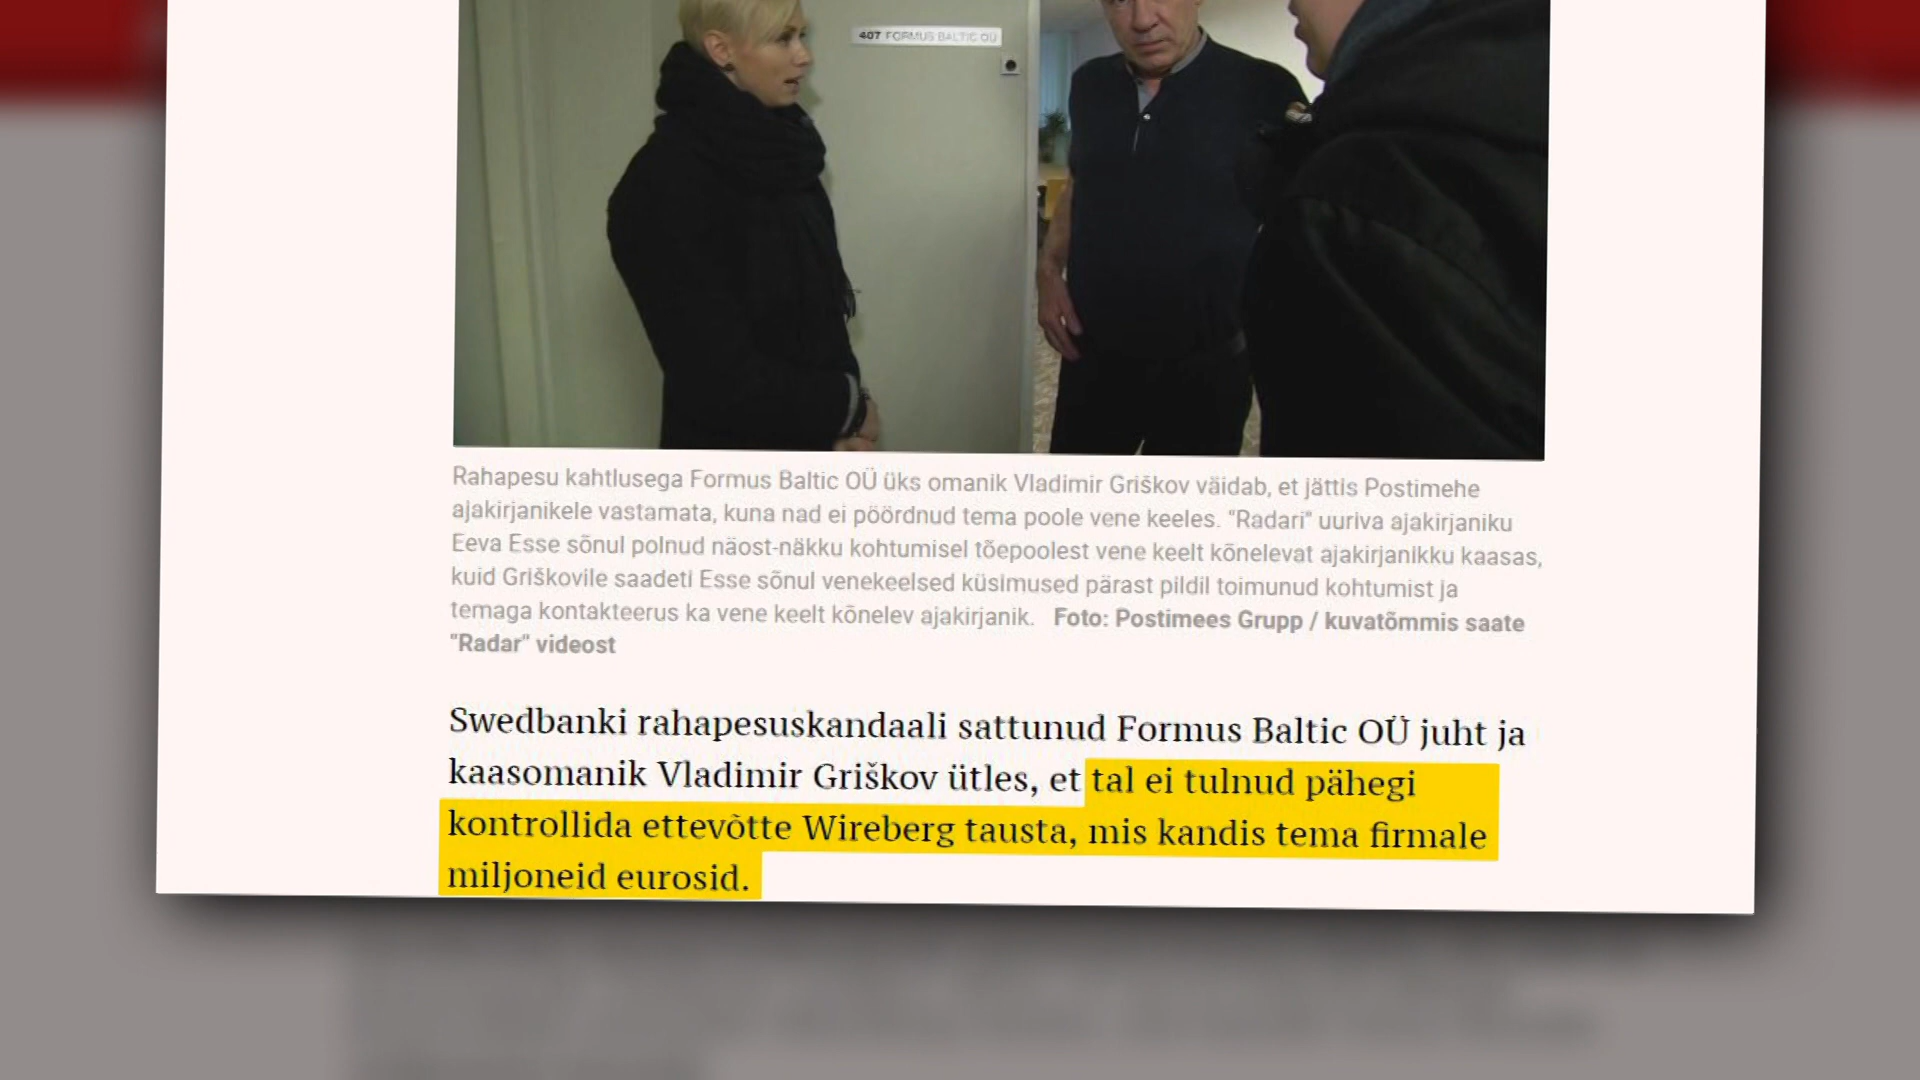 407 FORMUS BALTIC OÜ
Rahapesu kahtlusega Formus Baltic OÜ üks omanik Vladimir Griškov väidab, et jättis Postimehe
ajakirjanikele vastamata, kuna nad ei pöördnud tema poole vene keeles. "Radari" uuriva ajakirjaniku
Eeva Esse sõnul polnud näost-näkku kohtumisel tõepoolest vene keelt kõnelevat ajakirjanikku kaasas,
kuid Griškovile saadeti Esse sõnul venekeelsed küsimused pärast pildil toimunud kohtumist ja
temaga kontakteerus ka vene keelt kõnelev ajakirjanik. Foto: Postimees Grupp / kuvatõmmis saate
"Radar" videost
Swedbanki rahapesuskandaali sattunud Formus Baltic OÜ juht ja
kaasomanik Vladimir Griškov ütles, et tal ei tulnud pähegi
kontrollida ettevõtte Wireberg tausta, mis kandis tema firmale
miljoneid eurosid.